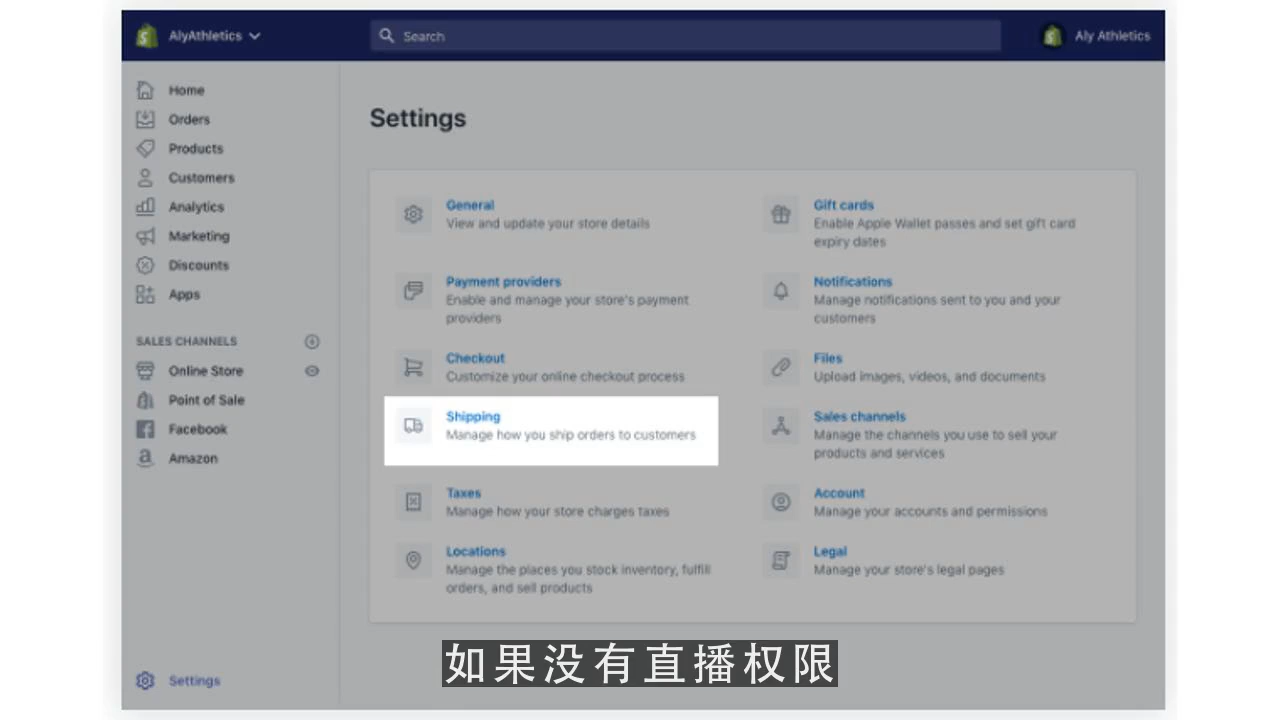 AlyAthletics
Search
Aly Athletics
Home
Orders
Products
Customers
Analytics
Marketing
Discounts
Apps
SALES CHANNELS
Online Store
Point of Sale
Facebook
Amazon
Settings
Settings
General
View and update your store details
Payment providers
Enable and manage your store's payment
providers
Checkout
Customize your online checkout process
Shipping
Manage how you ship orders to customers
Taxes
Manage how your store charges taxes
Locations
Manage the places you stock inventory, fulfill
orders, and sell products
Gift cards
Enable Apple Wallet passes and set gift card
expiry dates
Notifications
Manage notifications sent to you and your
customers
Files
Upload images, videos, and documents
Sales channels
Manage the channels you use to sell your
products and services
Account
Manage your accounts and permissions
Legal
Manage your store's legal pages
如果没有直播权限